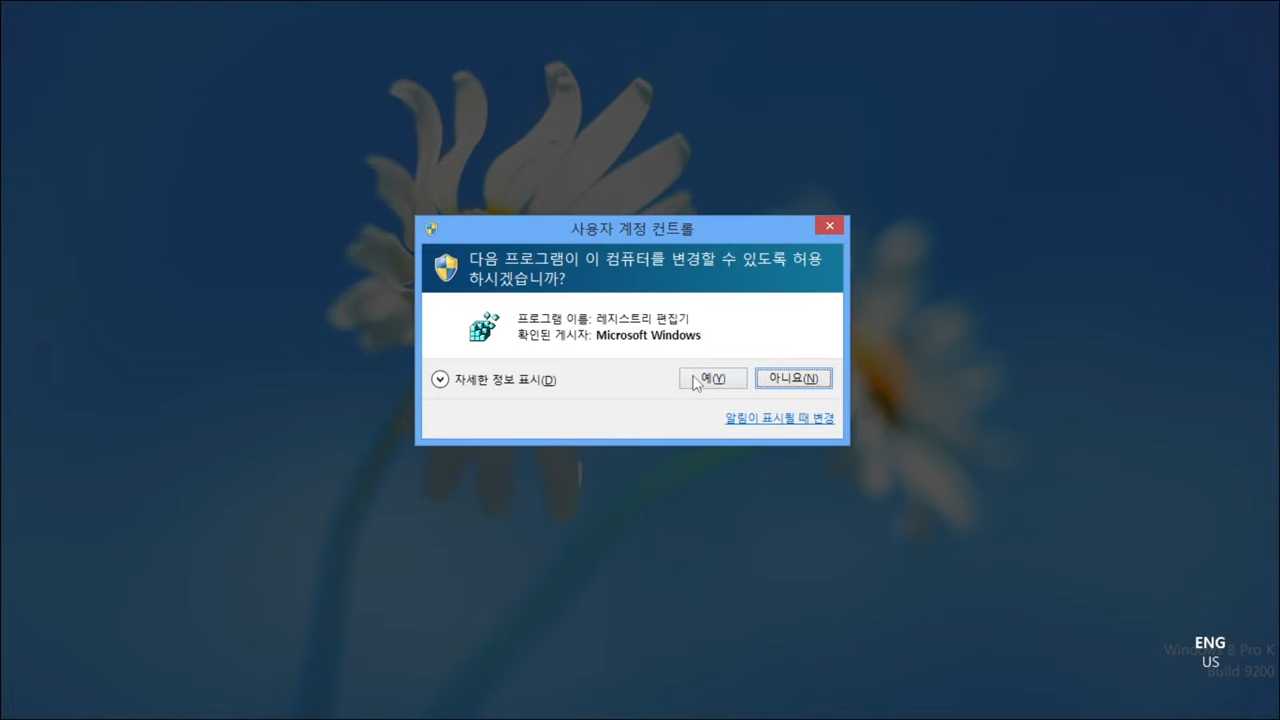 사용자 계정 컨트롤
다음 프로그램이 이 컴퓨터를 변경할 수 있도록 허용
하시겠습니까?
프로그램 이름: 레지스트리 편집기
확인된 게시자: Microsoft Windows
자세한 정보 표시(D)
예(Y)
아니요(N)
알림이 표시될 때 변경
ENG
Windows 8 Pro K
US
Build 9200